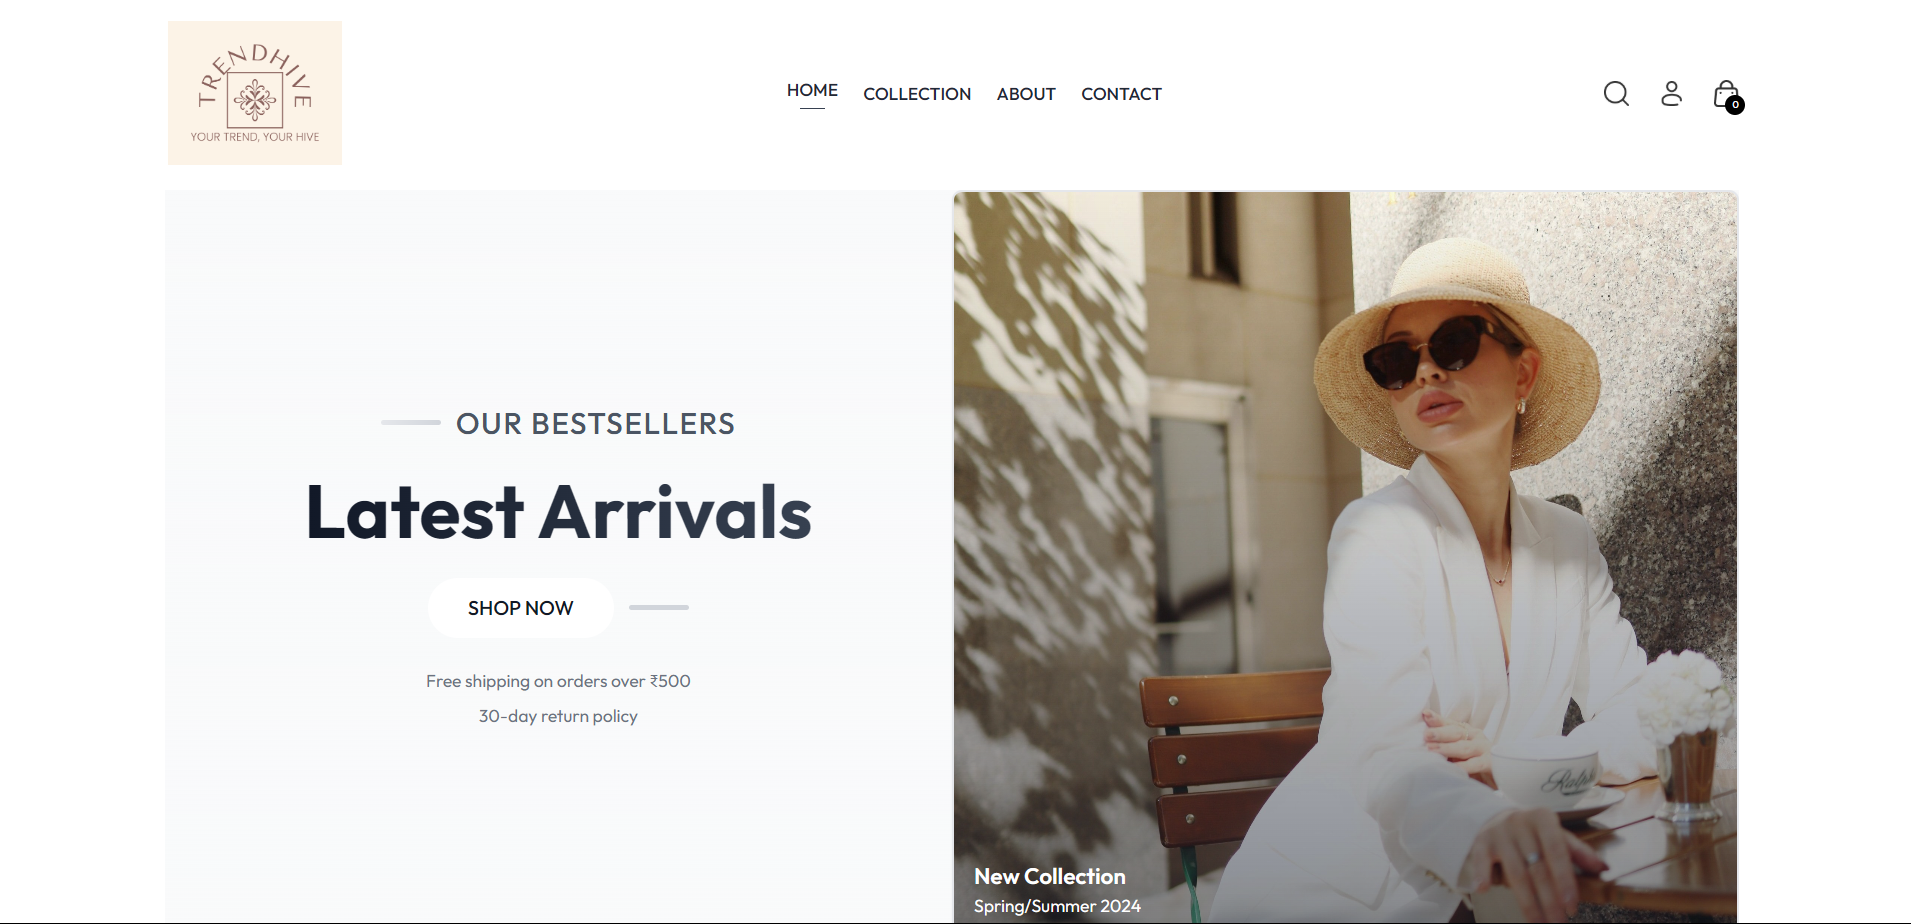 TRENDHIVE
YOUR TREND, YOUR HIVE
HOME COLLECTION ABOUT CONTACT
0
OUR BESTSELLERS
Latest Arrivals
SHOP NOW
Free shipping on orders over ₹500
30-day return policy
Ralph
New Collection
Spring/Summer 2024